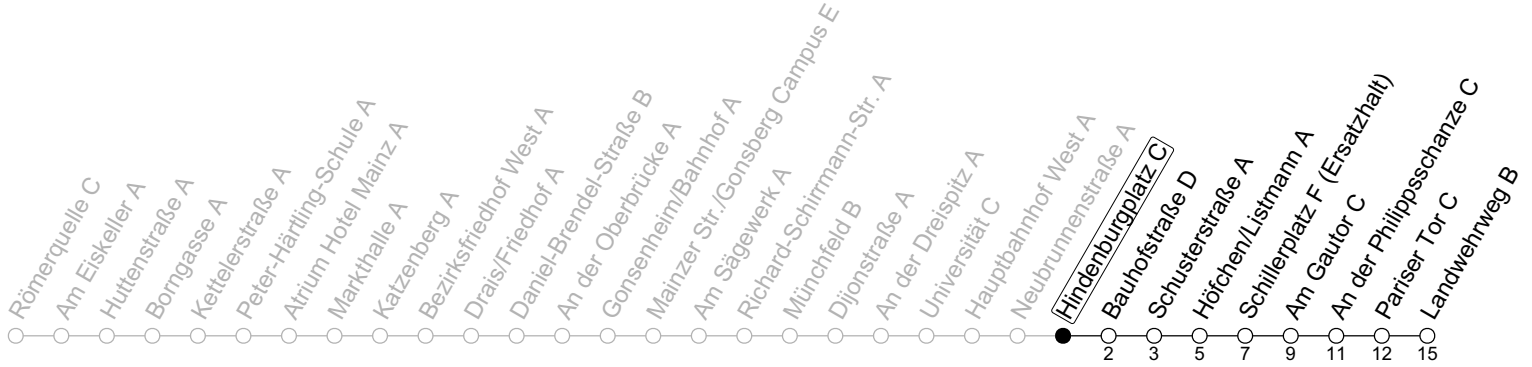 Römerquelle C
Am Eiskeller A
Huttenstraße A
Borngasse A
Kettelerstraße A
Peter-Härtling-Schule A
Atrium Hotel Mainz A
Markthalle A
Katzenberg A
Bezirksfriedhof West A
Drais/Friedhof A
Daniel-Brendel-Straße B
An der Oberbrücke A
Gonsenheim/Bahnhof A
Mainzer Str./Gonsberg Campus E
Am Sägewerk A
Richard-Schirrmann-Str. A
Münchfeld B
Dijonstraße A
An der Dreispitz A
Universität C
Hauptbahnhof West A
Neubrunnenstraße A
Hindenburgplatz C
Bauhofstraße D
Schusterstraße A
Höfchen/Listmann A
Schillerplatz F (Ersatzhalt)
Am Gautor C
An der Philippsschanze C
Pariser Tor C
Landwehrweg B
2 3 5 7 9 11 12 15